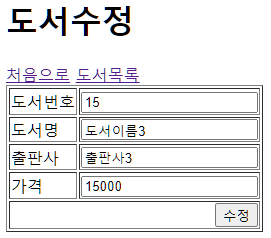 도서수정
처음으로 도서목록
도서번호 15
도서명 도서이름3
출판사 출판사3
가격 15000
수정